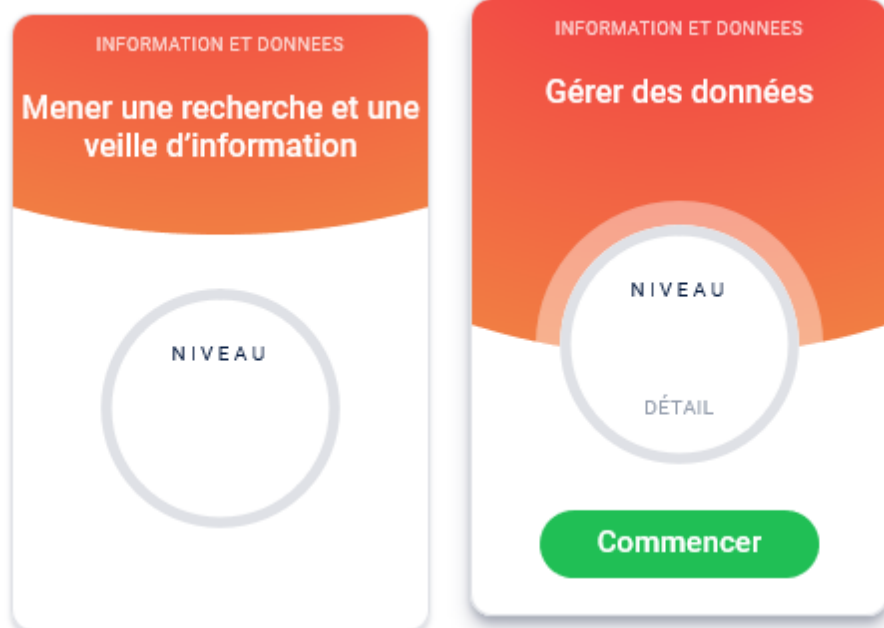 INFORMATION ET DONNEES
Mener une recherche et une
veille d'information
NIVEAU
INFORMATION ET DONNEES
Gérer des données
NIVEAU
DÉTAIL
Commencer